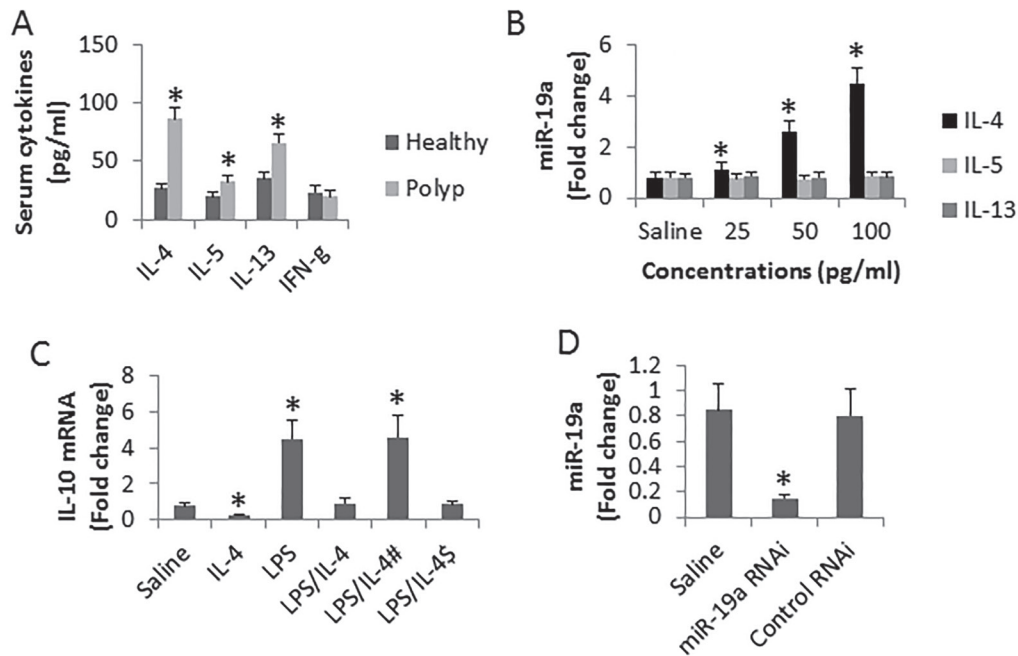 A
Serum cytokines
(pg/ml)
150
100
50
0
*
*
*
IL-4
IL-5
IL-13
IFN-g
Healthy
Polyp
B
miR-19a
(Fold change)
6
4
2
0
*
*
*
Saline
25
50
100
Concentrations (pg/ml)
IL-4
IL-5
IL-13
C
IL-10 mRNA
(Fold change)
8
6
4
2
0
*
*
*
Saline
IL-4
LPS
LPS/IL-4
LPS/IL-4#
LPS/IL-4$
D
miR-19a
(Fold change)
1.2
1
0.8
0.6
0.4
0.2
0
*
Saline
miR-19a RNAi
Control RNAi